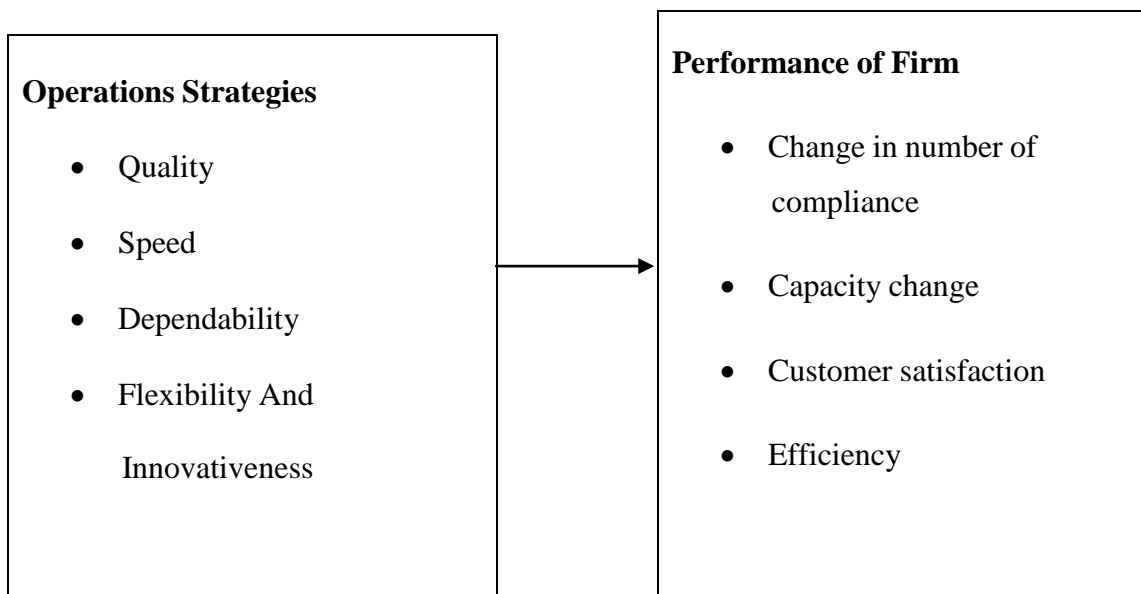 Operations Strategies
• Quality
• Speed
• Dependability
• Flexibility And
Innovativeness
Performance of Firm
• Change in number of
compliance
• Capacity change
• Customer satisfaction
• Efficiency